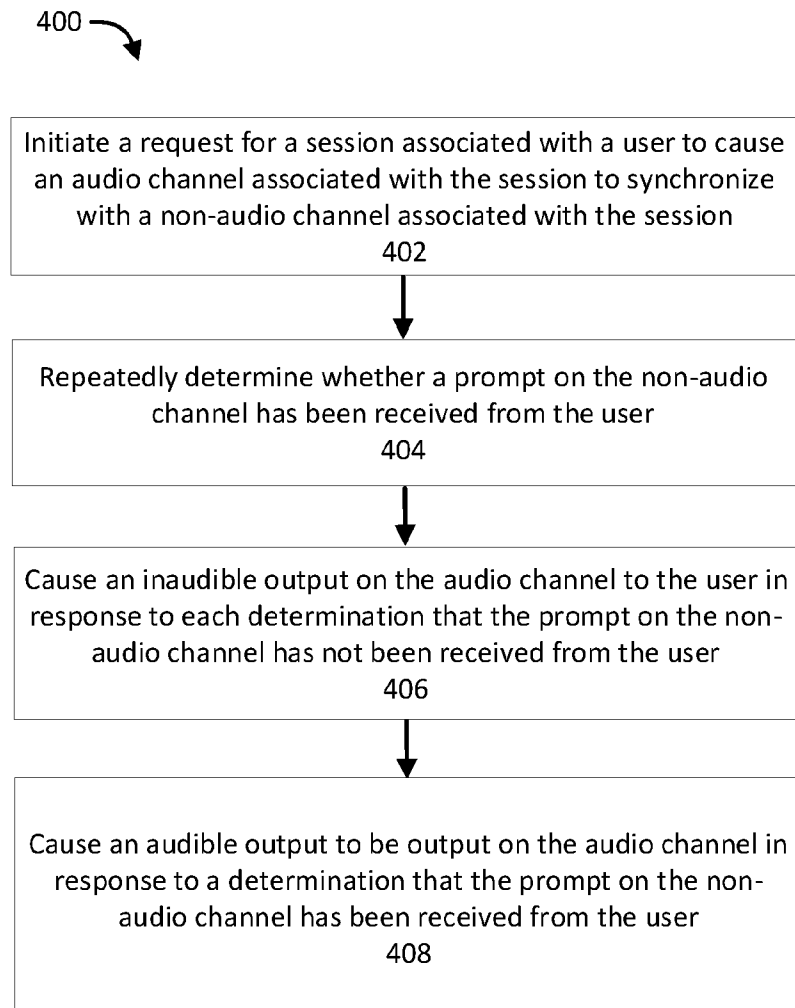 400
Initiate a request for a session associated with a user to cause
an audio channel associated with the session to synchronize
with a non-audio channel associated with the session
402
Repeatedly determine whether a prompt on the non-audio
channel has been received from the user
404
Cause an inaudible output on the audio channel to the user in
response to each determination that the prompt on the non-
audio channel has not been received from the user
406
Cause an audible output to be output on the audio channel in
response to a determination that the prompt on the non-
audio channel has been received from the user
408